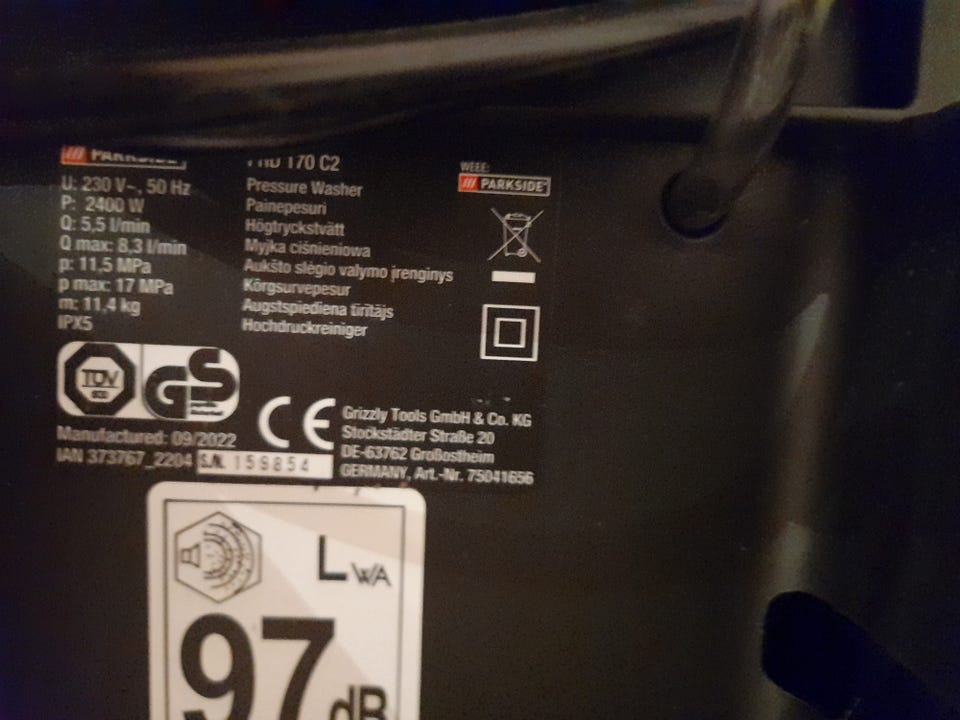 PARKSIDE
U: 230 V~, 50 Hz
P: 2400 W
Q: 5,5 l/min
Q max: 8,3 l/min
p: 11,5 MPa
p max: 17 MPa
m: 11,4 kg
IPX5
PHD 170 C2
Pressure Washer
Painepesuri
Högtryckstvätt
Myjka ciśnieniowa
Aukšto slėgio valymo įrenginys
Kõrgsurvepesur
Augstspiediena tīrītājs
Hochdruckreiniger
WEEE:
PARKSIDE
TÜV
GS
CE
Manufactured: 09/2022
IAN 373767_2204
S.N. 159854
Grizzly Tools GmbH & Co. KG
Stockstädter Straße 20
DE-63762 Großostheim
GERMANY, Art.-Nr. 75041656
LWA
97
dB